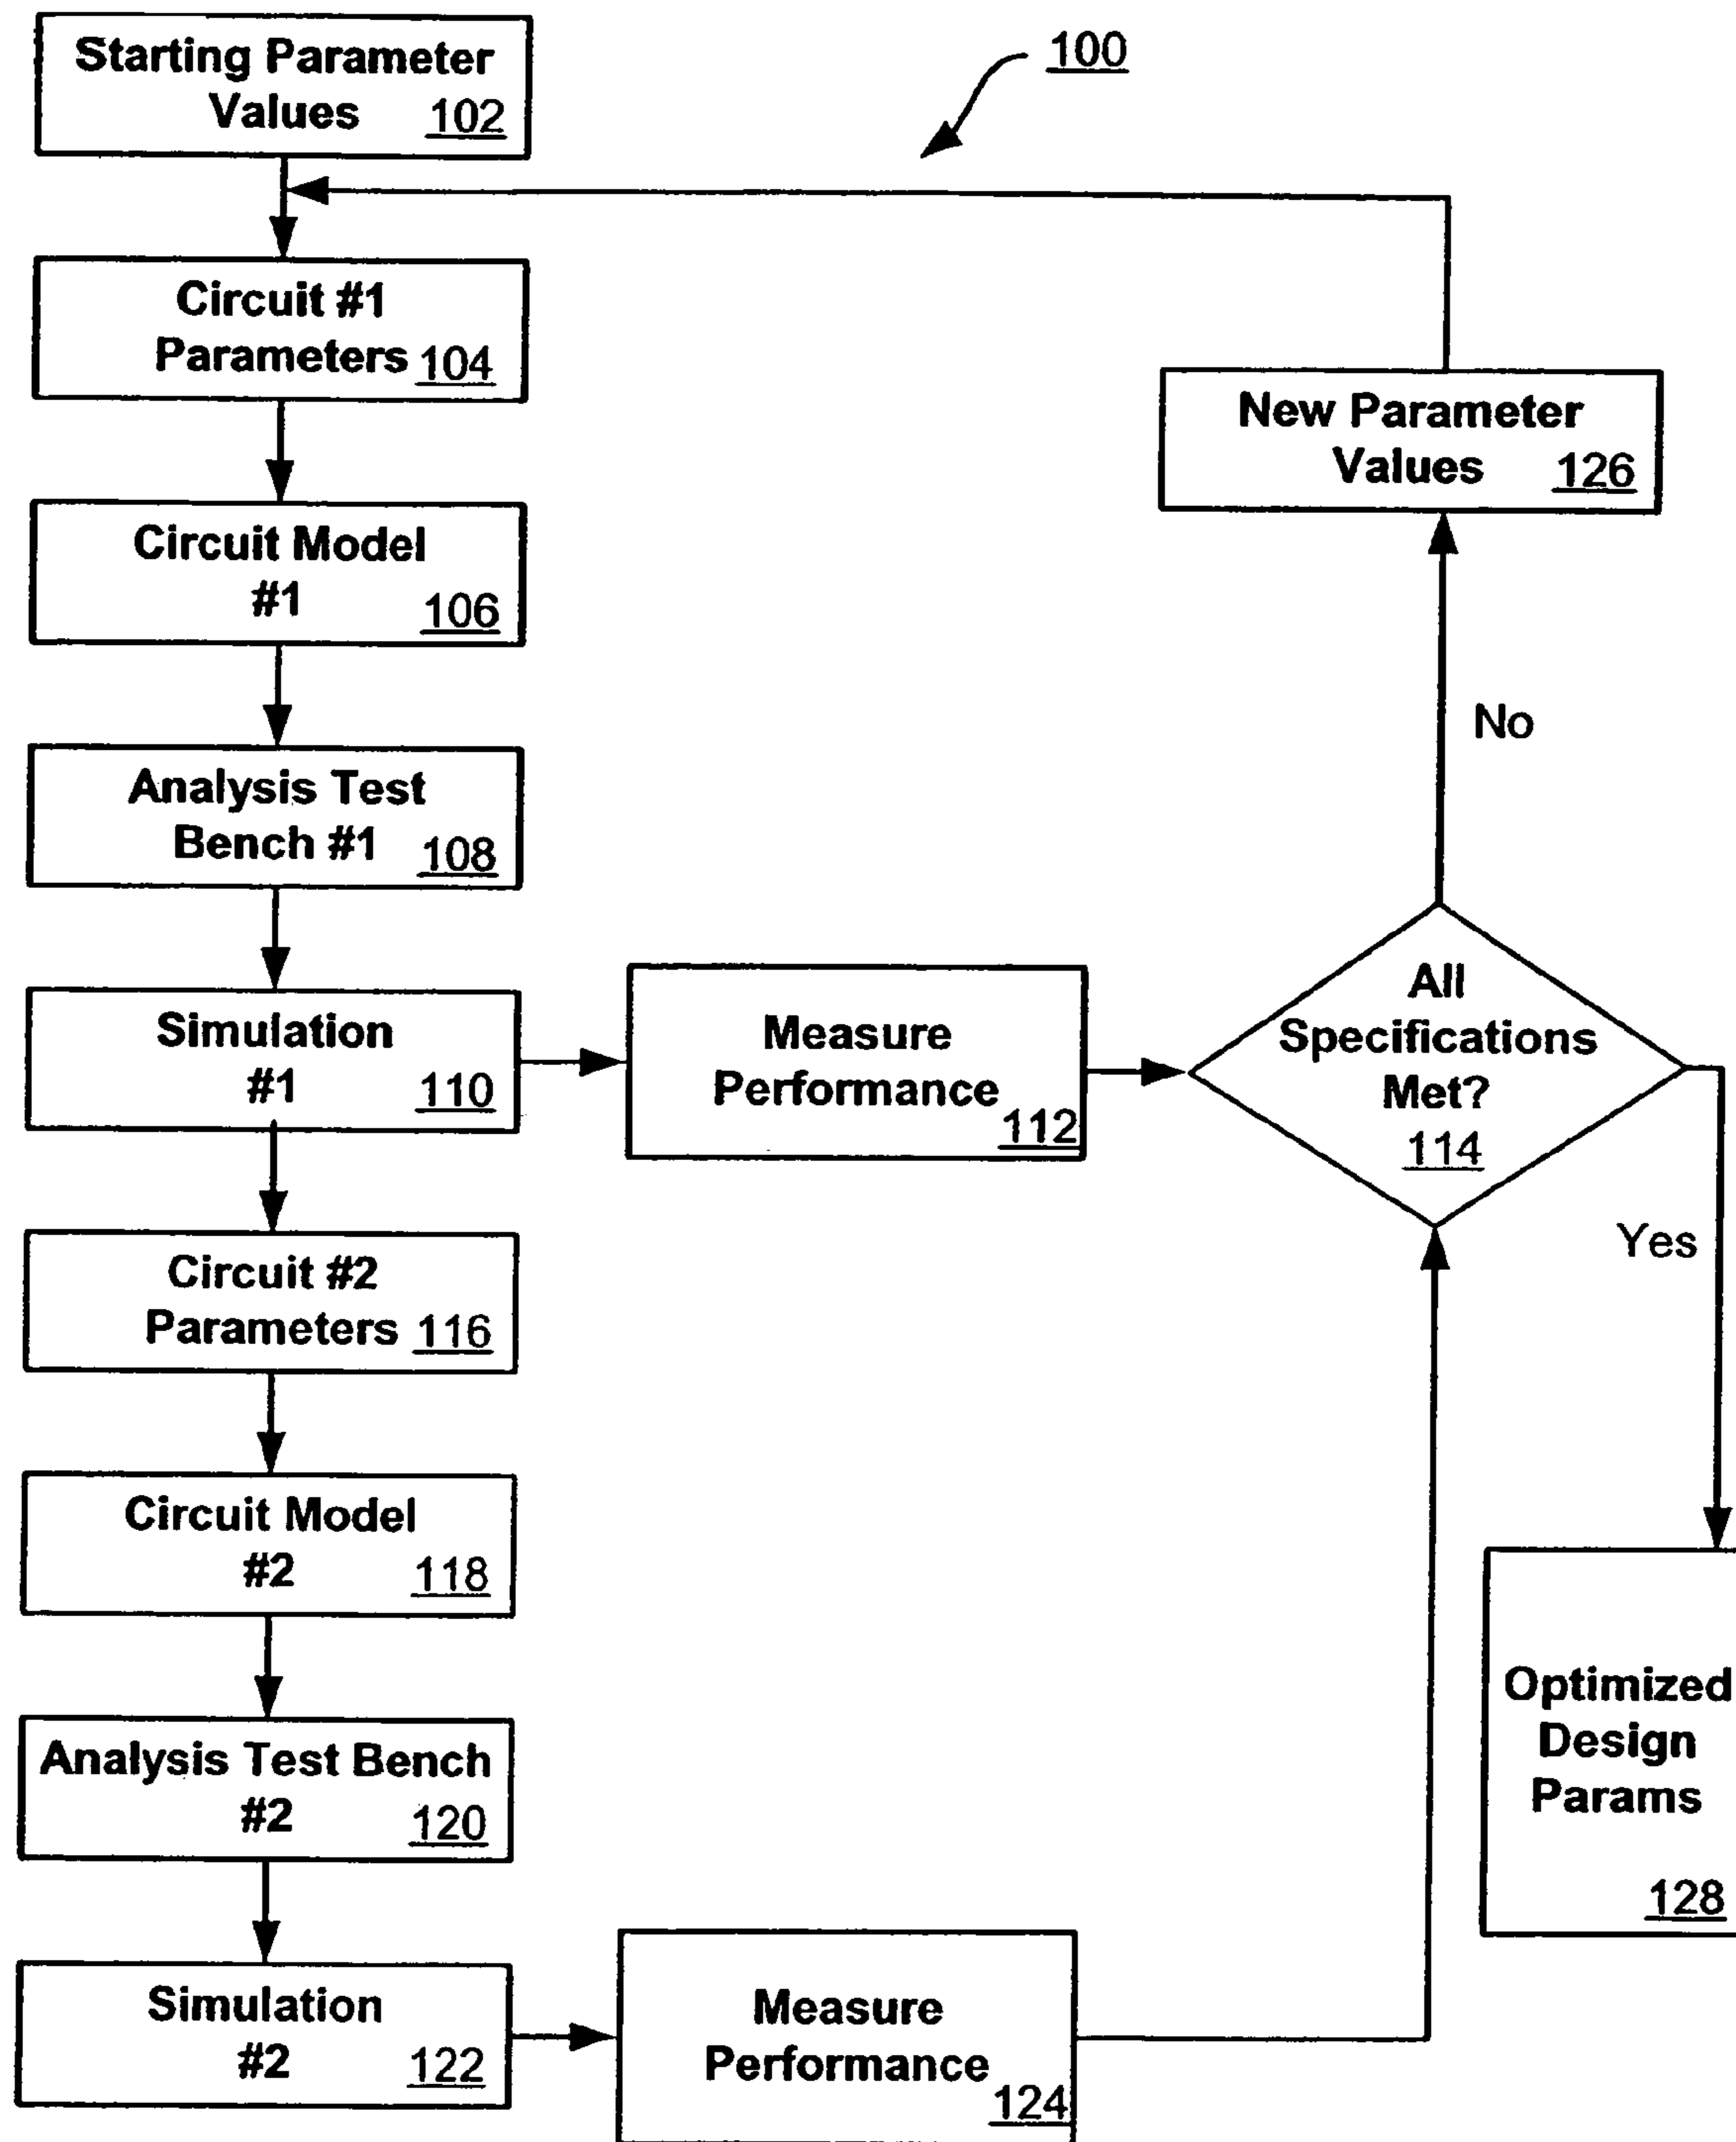 Starting Parameter
Values 102
100
Circuit #1
Parameters 104
Circuit Model
#1 106
Analysis Test
Bench #1 108
Simulation
#1 110
Measure
Performance
112
All
Specifications
Met?
114
No
New Parameter
Values 126
Yes
Circuit #2
Parameters 116
Circuit Model
#2 118
Analysis Test Bench
#2 120
Simulation
#2 122
Measure
Performance
124
Optimized
Design
Params
128